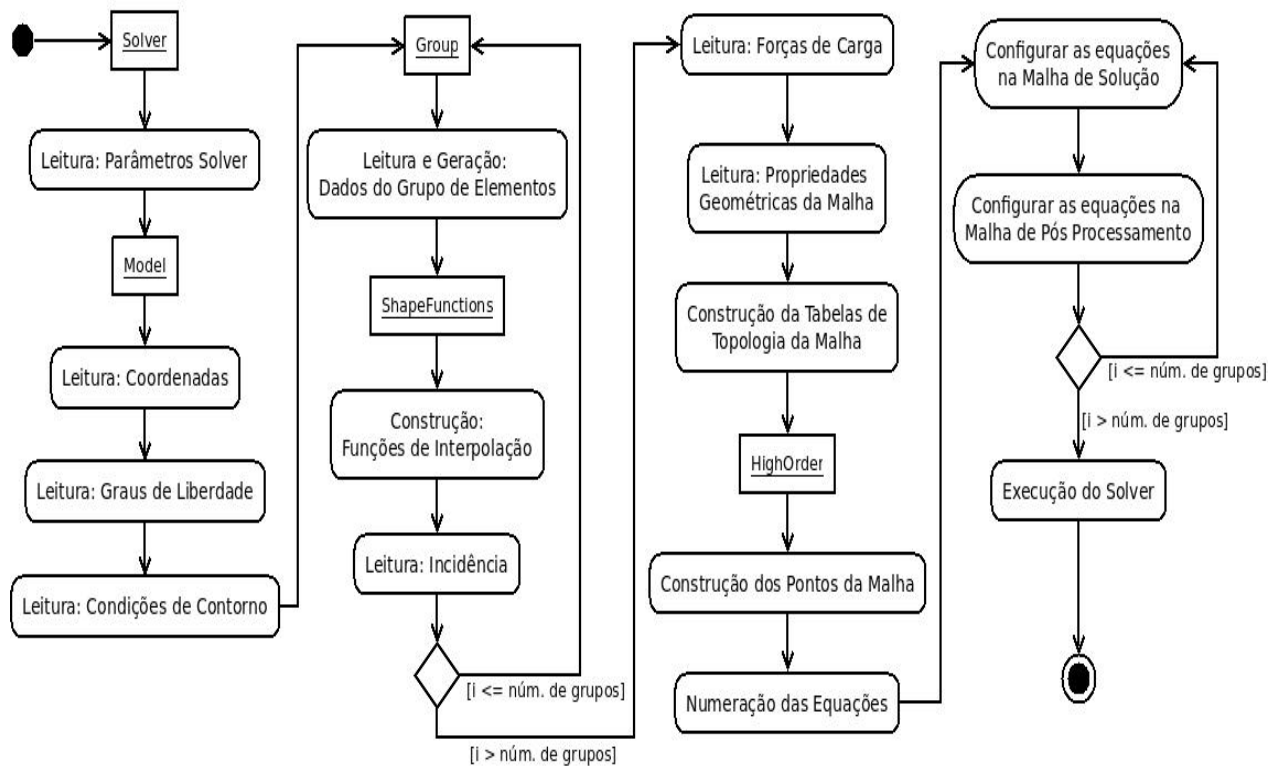 Solver
Leitura: Parâmetros Solver
Model
Leitura: Coordenadas
Leitura: Graus de Liberdade
Leitura: Condições de Contorno
Group
Leitura e Geração:
Dados do Grupo de Elementos
ShapeFunctions
Construção:
Funções de Interpolação
Leitura: Incidência
[i <= núm. de grupos]
[i > núm. de grupos]
Leitura: Forças de Carga
Leitura: Propriedades
Geométricas da Malha
Construção da Tabelas de
Topologia da Malha
HighOrder
Construção dos Pontos da Malha
Numeração das Equações
Configurar as equações
na Malha de Solução
Configurar as equações na
Malha de Pós Processamento
[i <= núm. de grupos]
[i > núm. de grupos]
Execução do Solver